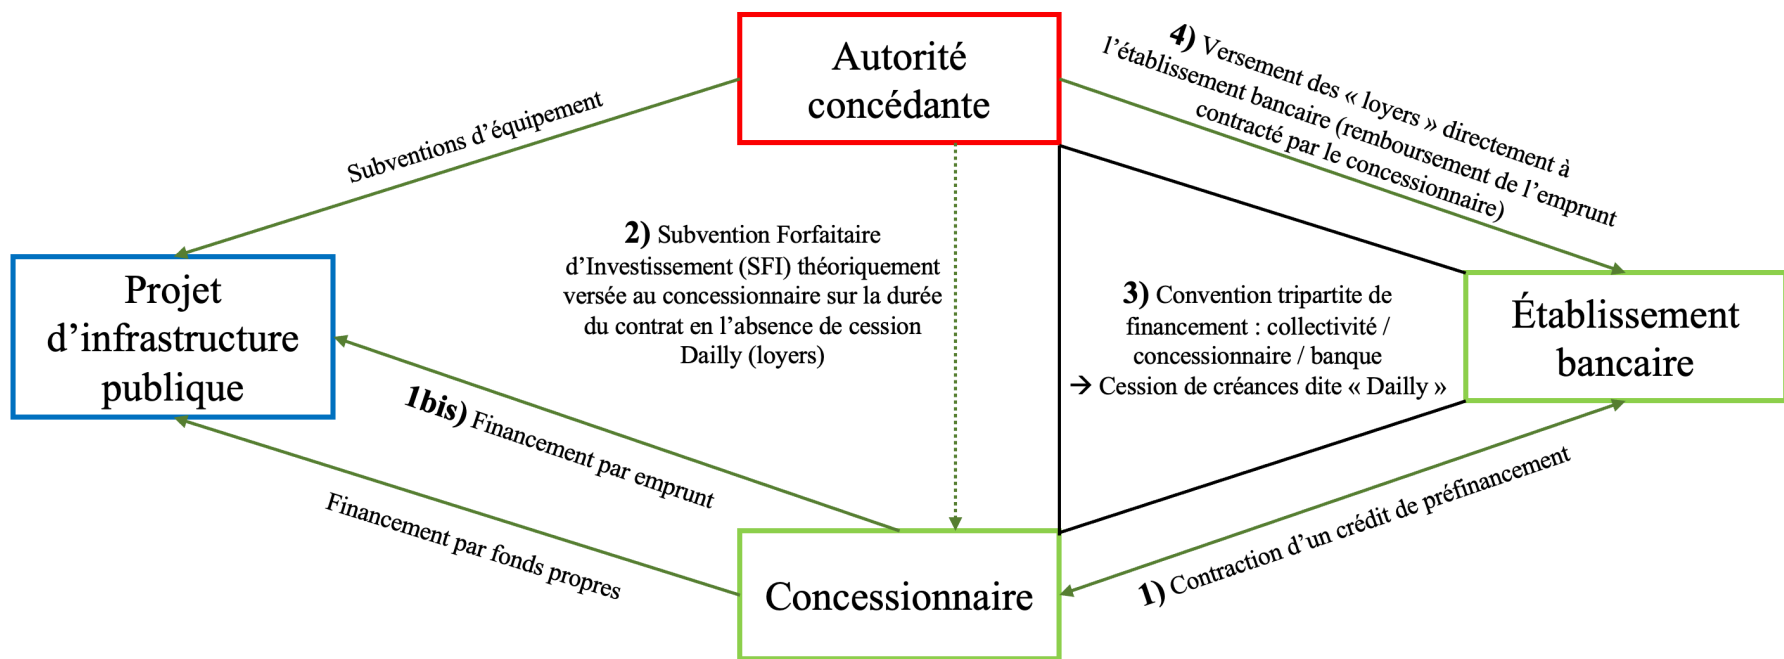 Autorité
concédante
4) Versement des « loyers » directement à
l’établissement bancaire (remboursement de l’emprunt
contracté par le concessionnaire)
Subventions d’équipement
2) Subvention Forfaitaire
d’Investissement (SFI) théoriquement
versée au concessionnaire sur la durée
du contrat en l’absence de cession
Dailly (loyers)
Projet
d’infrastructure
publique
3) Convention tripartite de
financement : collectivité /
concessionnaire / banque
→ Cession de créances dite « Dailly »
Établissement
bancaire
1bis) Financement par emprunt
Financement par fonds propres
Concessionnaire
1) Contraction d’un crédit de préfinancement